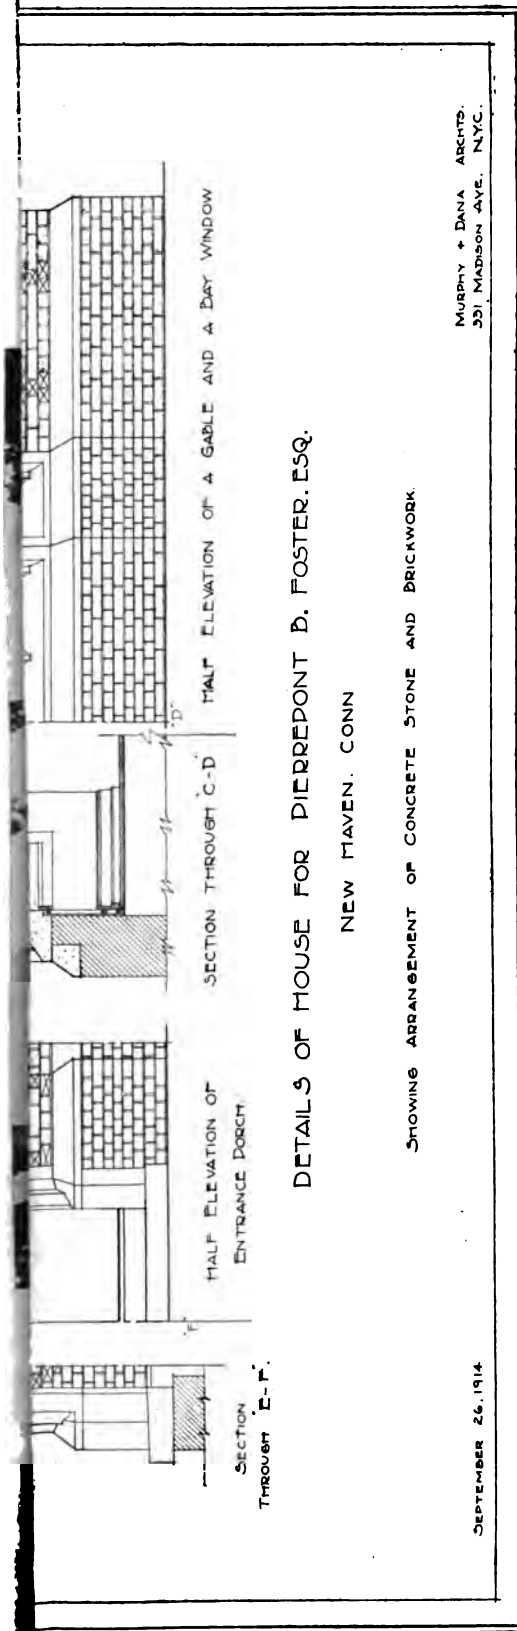 HALF ELEVATION OF A GABLE AND A BAY WINDOW
"D"
SECTION THROUGH "C-D"
HALF ELEVATION OF
ENTRANCE PORCH.
"F"
SECTION
THROUGH "E-F".
DETAILS OF HOUSE FOR PIERREPONT B. FOSTER. ESQ.
NEW HAVEN. CONN
SHOWING ARRANGEMENT OF CONCRETE STONE AND BRICKWORK.
SEPTEMBER 26.1914
MURPHY + DANA ARCHTS.
331 MADISON AVE. N.Y.C.